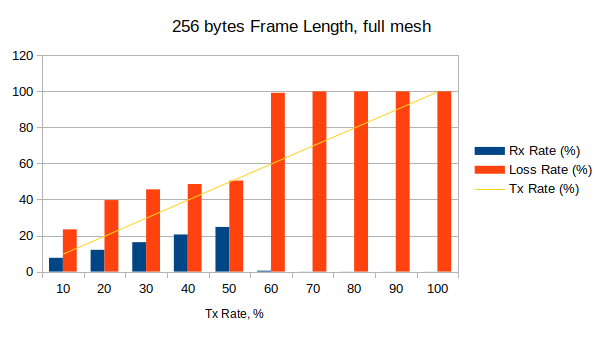 256 bytes Frame Length, full mesh
120
100
80
60
40
20
0
10 20 30 40 50 60 70 80 90 100
Tx Rate, %
Rx Rate (%)
Loss Rate (%)
Tx Rate (%)